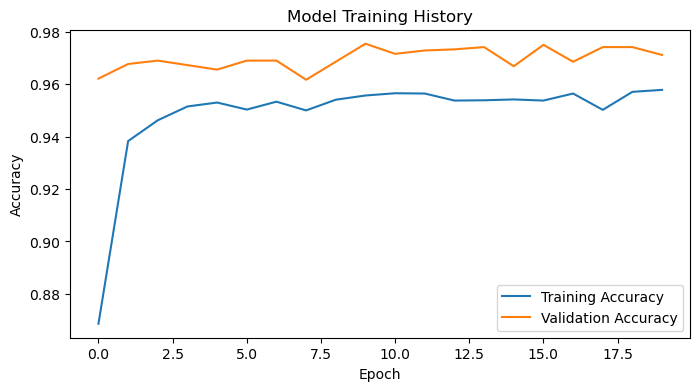 Model Training History
0.98
0.96
0.94
0.92
0.90
0.88
Accuracy
Training Accuracy
Validation Accuracy
0.0 2.5 5.0 7.5 10.0 12.5 15.0 17.5
Epoch